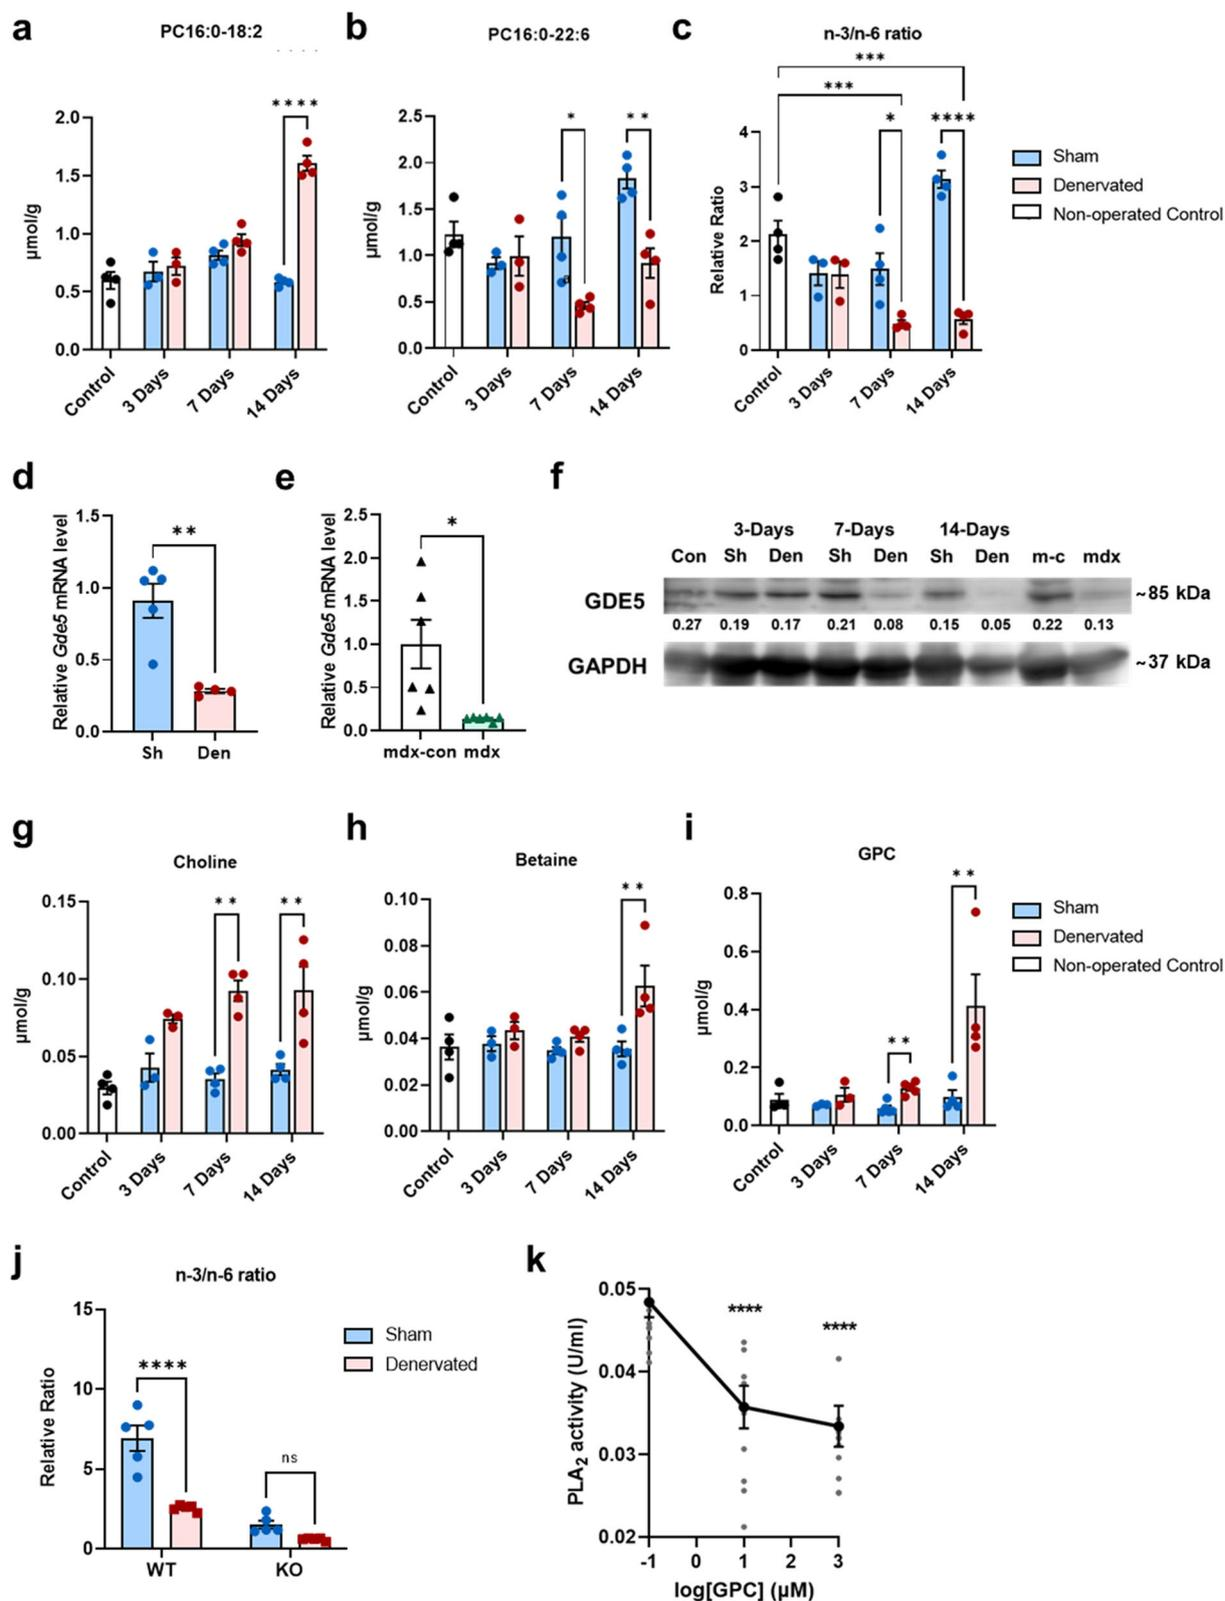 a
PC16:0-18:2
****
µmol/g
2.0
1.5
1.0
0.5
0.0
Control
3 Days
7 Days
14 Days
b
PC16:0-22:6
*
**
µmol/g
2.5
2.0
1.5
1.0
0.5
0.0
a
Control
3 Days
7 Days
14 Days
c
n-3/n-6 ratio
***
***
*
****
Relative Ratio
4
3
2
1
0
Control
3 Days
7 Days
14 Days
Sham
Denervated
Non-operated Control
d
Relative Gde5 mRNA level
1.5
1.0
0.5
0.0
**
Sh
Den
e
Relative Gde5 mRNA level
2.5
2.0
1.5
1.0
0.5
0.0
*
mdx-con mdx
f
3-Days 7-Days 14-Days
Con Sh Den Sh Den Sh Den m-c mdx
GDE5 ~85 kDa
0.27 0.19 0.17 0.21 0.08 0.15 0.05 0.22 0.13
GAPDH ~37 kDa
g
Choline
µmol/g
0.15
0.10
0.05
0.00
**
**
Control
3 Days
7 Days
14 Days
h
Betaine
µmol/g
0.10
0.08
0.06
0.04
0.02
0.00
**
Control
3 Days
7 Days
14 Days
i
GPC
µmol/g
0.8
0.6
0.4
0.2
0.0
**
**
Control
3 Days
7 Days
14 Days
Sham
Denervated
Non-operated Control
j
n-3/n-6 ratio
Relative Ratio
15
10
5
0
****
ns
WT
KO
Sham
Denervated
k
PLA2 activity (U/ml)
0.05
0.04
0.03
0.02
****
****
-1 0 1 2 3
log[GPC] (µM)